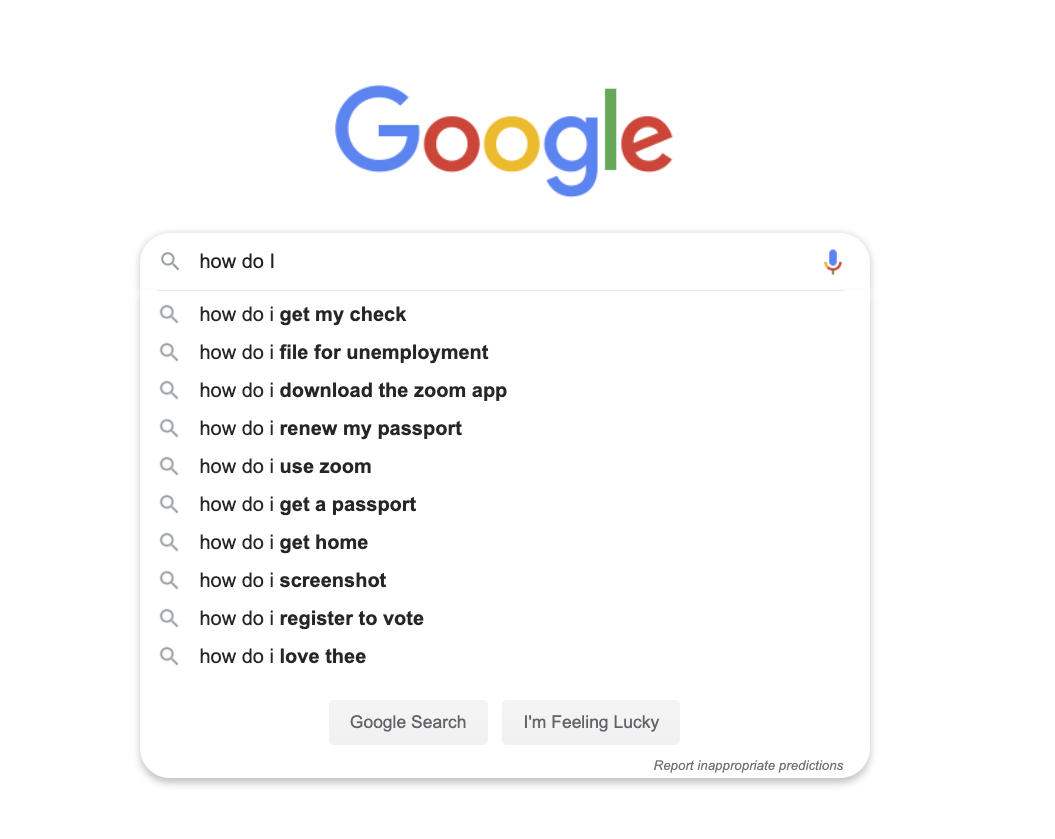 Google
how do I
how do i get my check
how do i file for unemployment
how do i download the zoom app
how do i renew my passport
how do i use zoom
how do i get a passport
how do i get home
how do i screenshot
how do i register to vote
how do i love thee
Google Search
I'm Feeling Lucky
Report inappropriate predictions